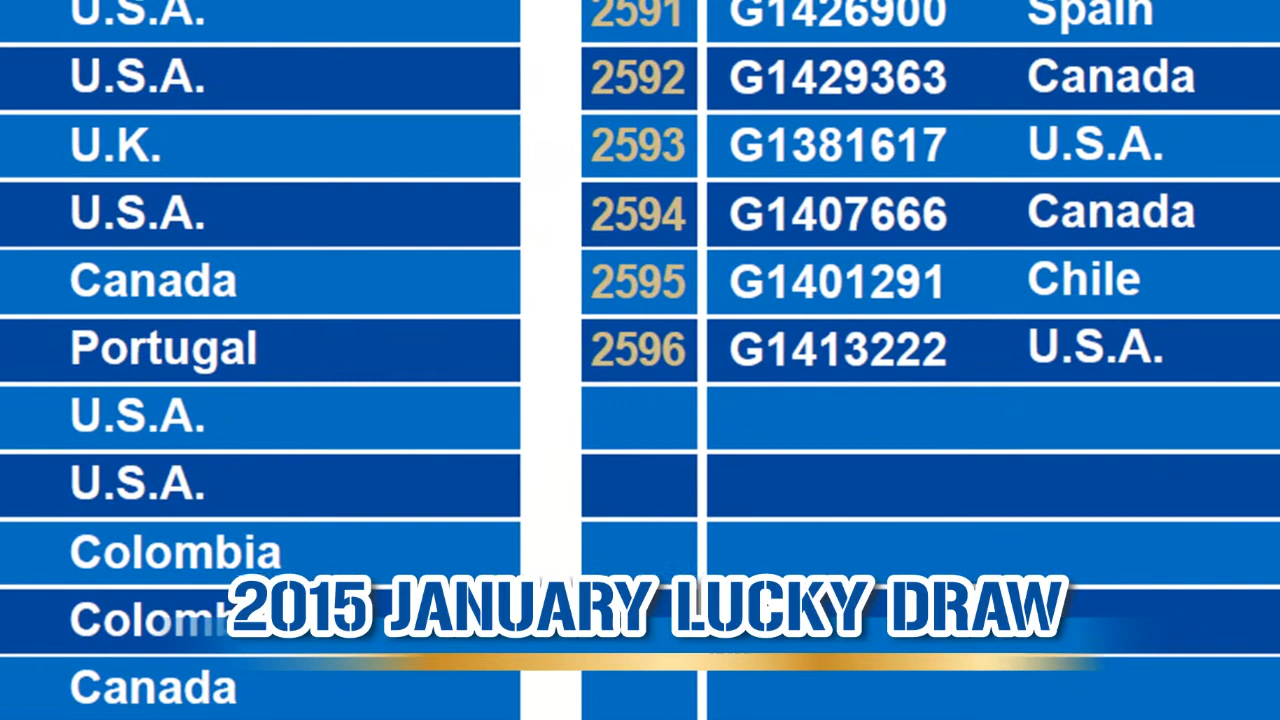 U.S.A. 2591 G1426900 Spain
U.S.A. 2592 G1429363 Canada
U.K. 2593 G1381617 U.S.A.
U.S.A. 2594 G1407666 Canada
Canada 2595 G1401291 Chile
Portugal 2596 G1413222 U.S.A.
U.S.A.
U.S.A.
Colombia
2015 JANUARY LUCKY DRAW
Canada